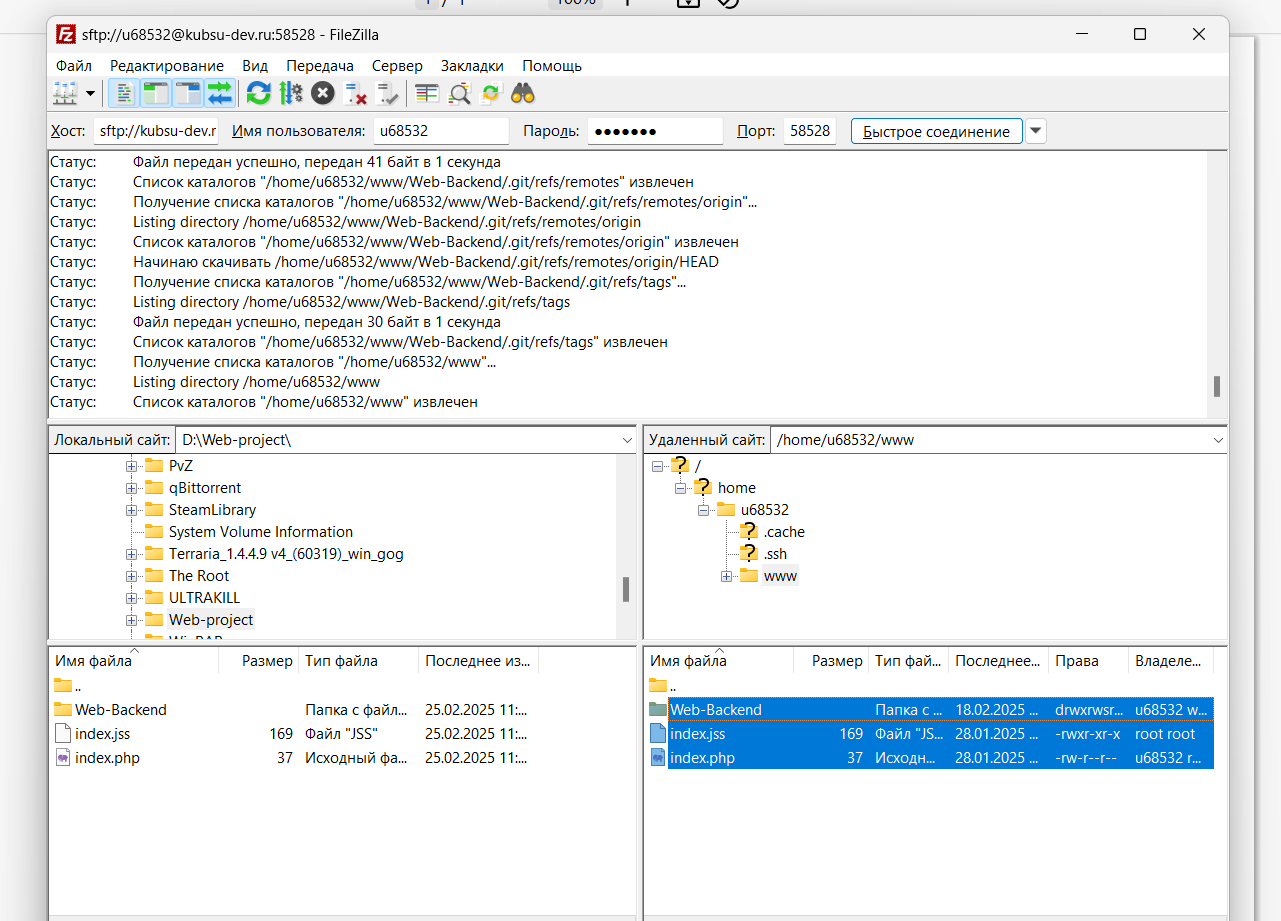 sftp://u68532@kubsu-dev.ru:58528 - FileZilla
Файл Редактирование Вид Передача Сервер Закладки Помощь
Хост: sftp://kubsu-dev.r Имя пользователя: u68532 Пароль: ●●●●●●● Порт: 58528 Быстрое соединение
Статус: Файл передан успешно, передан 41 байт в 1 секунда
Статус: Список каталогов "/home/u68532/www/Web-Backend/.git/refs/remotes" извлечен
Статус: Получение списка каталогов "/home/u68532/www/Web-Backend/.git/refs/remotes/origin"...
Статус: Listing directory /home/u68532/www/Web-Backend/.git/refs/remotes/origin
Статус: Список каталогов "/home/u68532/www/Web-Backend/.git/refs/remotes/origin" извлечен
Статус: Начинаю скачивать /home/u68532/www/Web-Backend/.git/refs/remotes/origin/HEAD
Статус: Получение списка каталогов "/home/u68532/www/Web-Backend/.git/refs/tags"...
Статус: Listing directory /home/u68532/www/Web-Backend/.git/refs/tags
Статус: Файл передан успешно, передан 30 байт в 1 секунда
Статус: Список каталогов "/home/u68532/www/Web-Backend/.git/refs/tags" извлечен
Статус: Получение списка каталогов "/home/u68532/www"...
Статус: Listing directory /home/u68532/www
Статус: Список каталогов "/home/u68532/www" извлечен
Локальный сайт: D:\Web-project\
PvZ
qBittorrent
SteamLibrary
System Volume Information
Terraria_1.4.4.9 v4_(60319)_win_gog
The Root
ULTRAKILL
Web-project
Имя файла Размер Тип файла Последнее из...
..
Web-Backend Папка с файл... 25.02.2025 11:...
index.jss 169 Файл "JSS" 25.02.2025 11:...
index.php 37 Исходный фа... 25.02.2025 11:...
Удаленный сайт: /home/u68532/www
/
home
u68532
.cache
.ssh
www
Имя файла Размер Тип фай... Последнее... Права Владеле...
..
Web-Backend Папка с ... 18.02.2025 ... drwxrwsr... u68532 w...
index.jss 169 Файл "JS... 28.01.2025 ... -rwxr-xr-x root root
index.php 37 Исходн... 28.01.2025 ... -rw-r--r-- u68532 r...